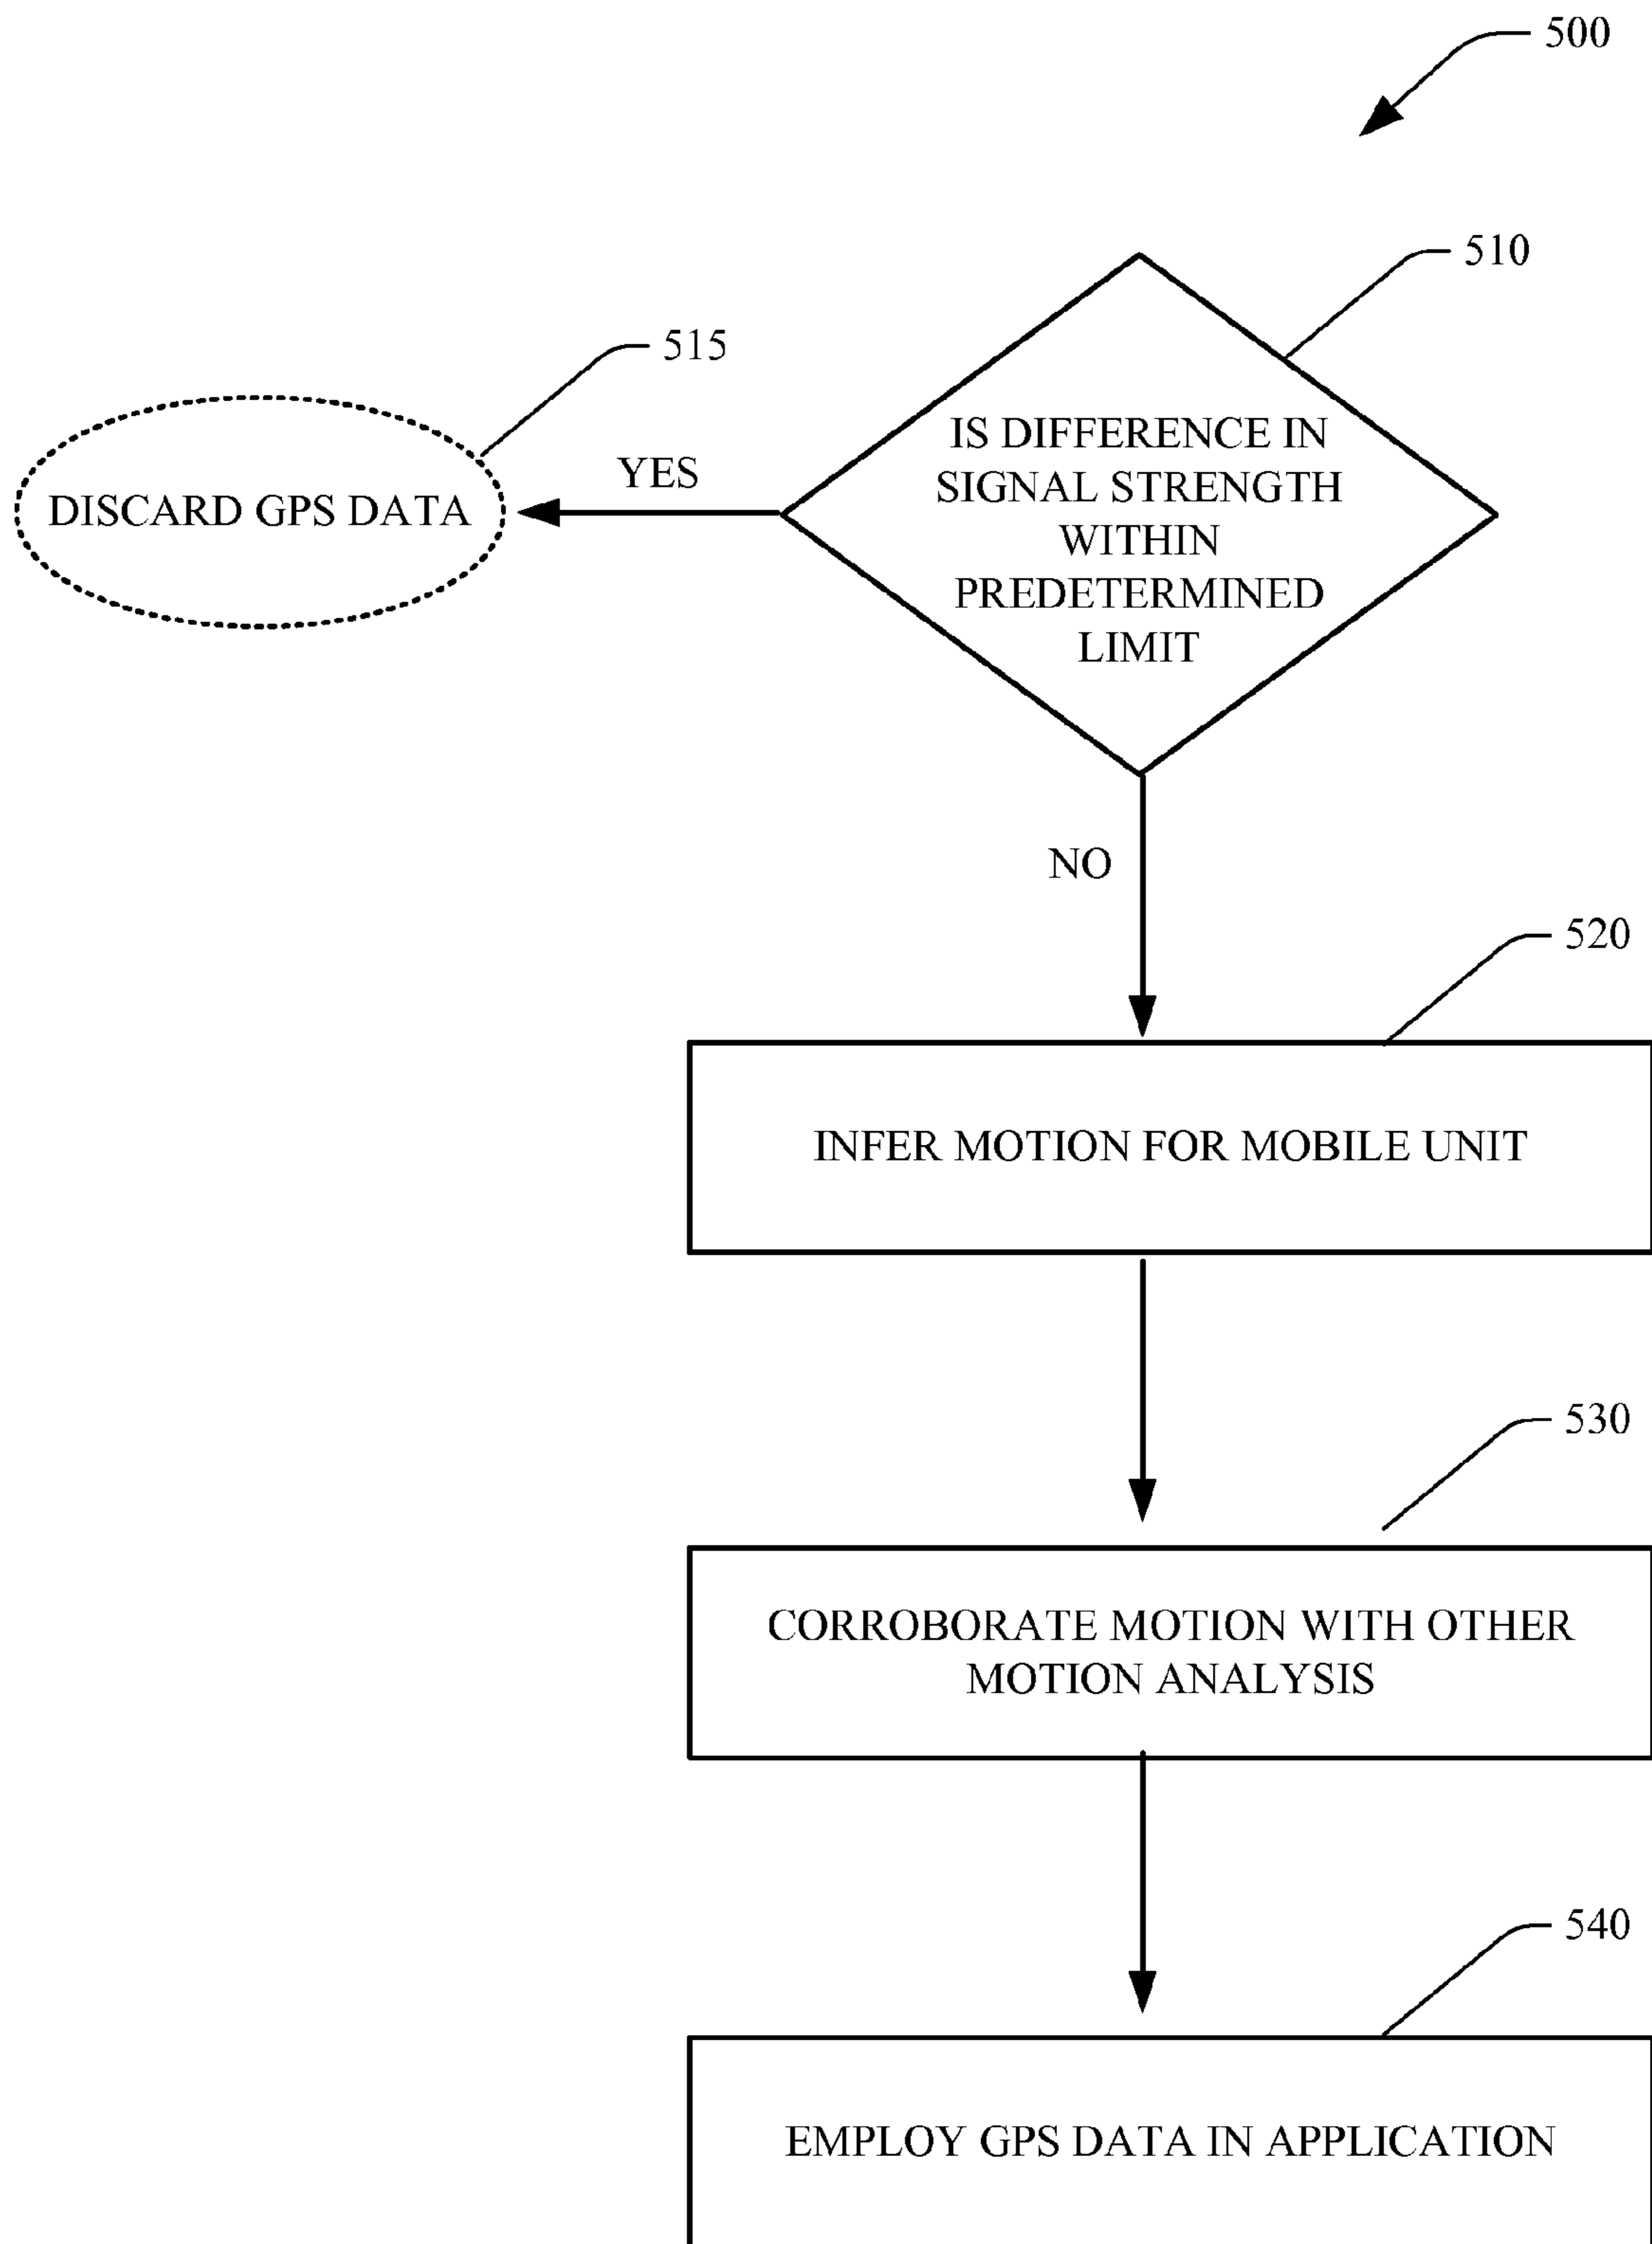 500
510
515
IS DIFFERENCE IN
SIGNAL STRENGTH
WITHIN
PREDETERMINED
LIMIT
YES
DISCARD GPS DATA
NO
520
INFER MOTION FOR MOBILE UNIT
530
CORROBORATE MOTION WITH OTHER
MOTION ANALYSIS
540
EMPLOY GPS DATA IN APPLICATION